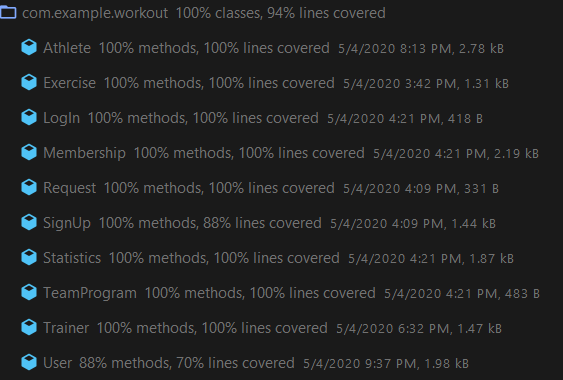 com.example.workout 100% classes, 94% lines covered
Athlete 100% methods, 100% lines covered 5/4/2020 8:13 PM, 2.78 kB
Exercise 100% methods, 100% lines covered 5/4/2020 3:42 PM, 1.31 kB
LogIn 100% methods, 100% lines covered 5/4/2020 4:21 PM, 418 B
Membership 100% methods, 100% lines covered 5/4/2020 4:21 PM, 2.19 kB
Request 100% methods, 100% lines covered 5/4/2020 4:09 PM, 331 B
SignUp 100% methods, 88% lines covered 5/4/2020 4:09 PM, 1.44 kB
Statistics 100% methods, 100% lines covered 5/4/2020 4:21 PM, 1.87 kB
TeamProgram 100% methods, 100% lines covered 5/4/2020 4:21 PM, 483 B
Trainer 100% methods, 100% lines covered 5/4/2020 6:32 PM, 1.47 kB
User 88% methods, 70% lines covered 5/4/2020 9:37 PM, 1.98 kB